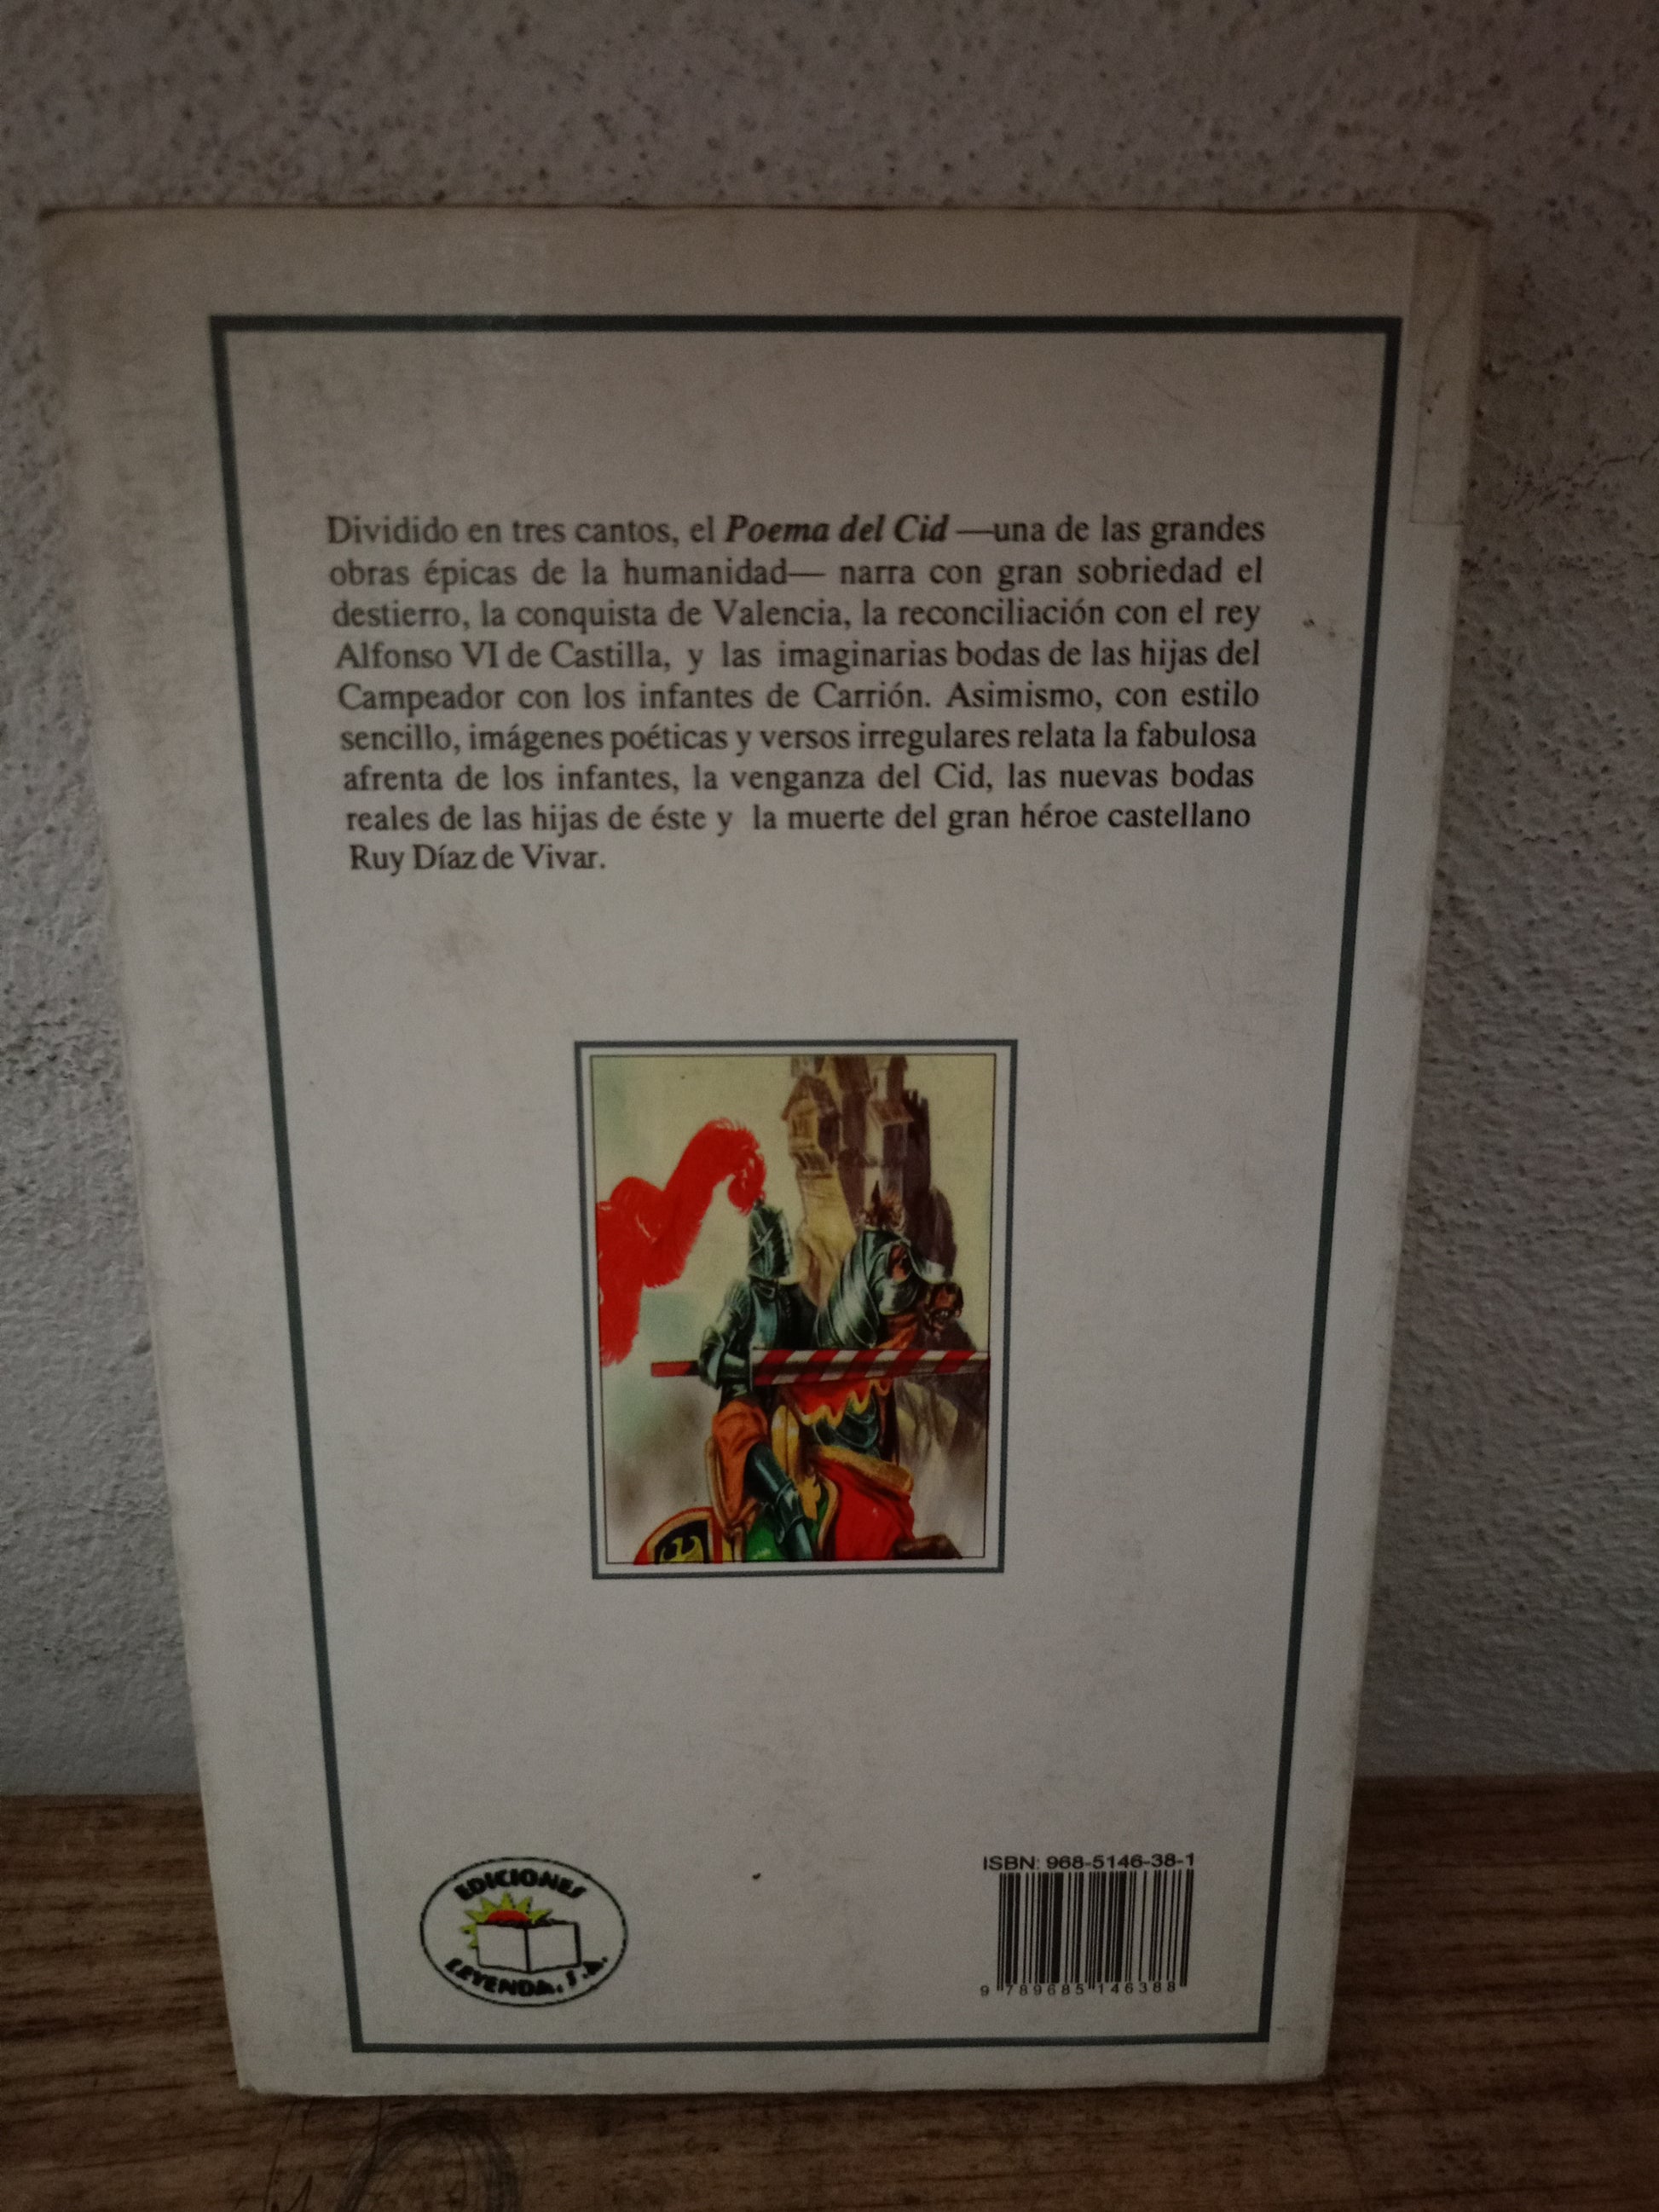 Dividido en tres cantos, el Poema del Cid —una de las grandes
obras épicas de la humanidad— narra con gran sobriedad el
destierro, la conquista de Valencia, la reconciliación con el rey
Alfonso VI de Castilla, y las imaginarias bodas de las hijas del
Campeador con los infantes de Carrión. Asimismo, con estilo
sencillo, imágenes poéticas y versos irregulares relata la fabulosa
afrenta de los infantes, la venganza del Cid, las nuevas bodas
reales de las hijas de éste y la muerte del gran héroe castellano
Ruy Díaz de Vivar.
EDICIONES
LEYENDA, S.A.
ISBN: 968-5146-38-1
9 789685 146388